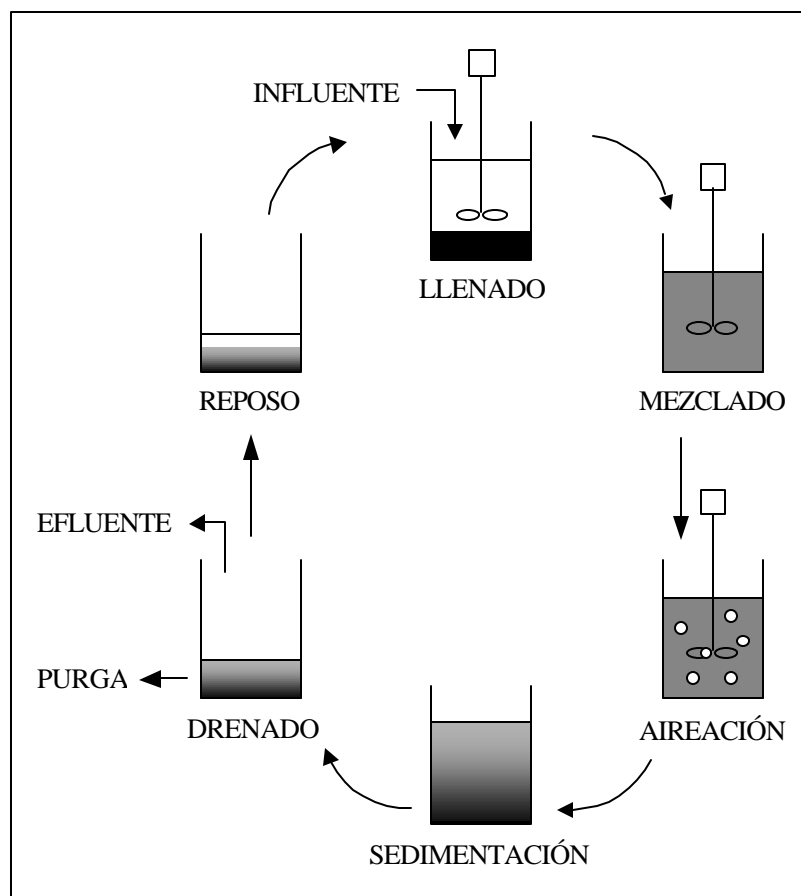 INFLUENTE
LLENADO
REPOSO
MEZCLADO
EFLUENTE
PURGA
DRENADO
AIREACIÓN
SEDIMENTACIÓN